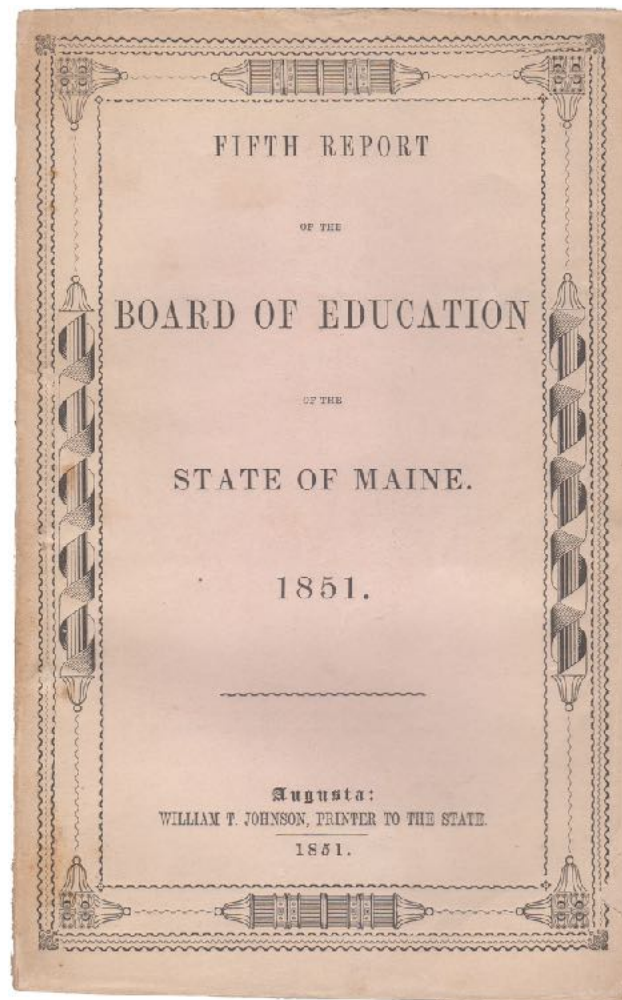 FIFTH REPORT
OF THE
BOARD OF EDUCATION
OF THE
STATE OF MAINE.
1851.
Augusta:
WILLIAM T. JOHNSON, PRINTER TO THE STATE.
1851.